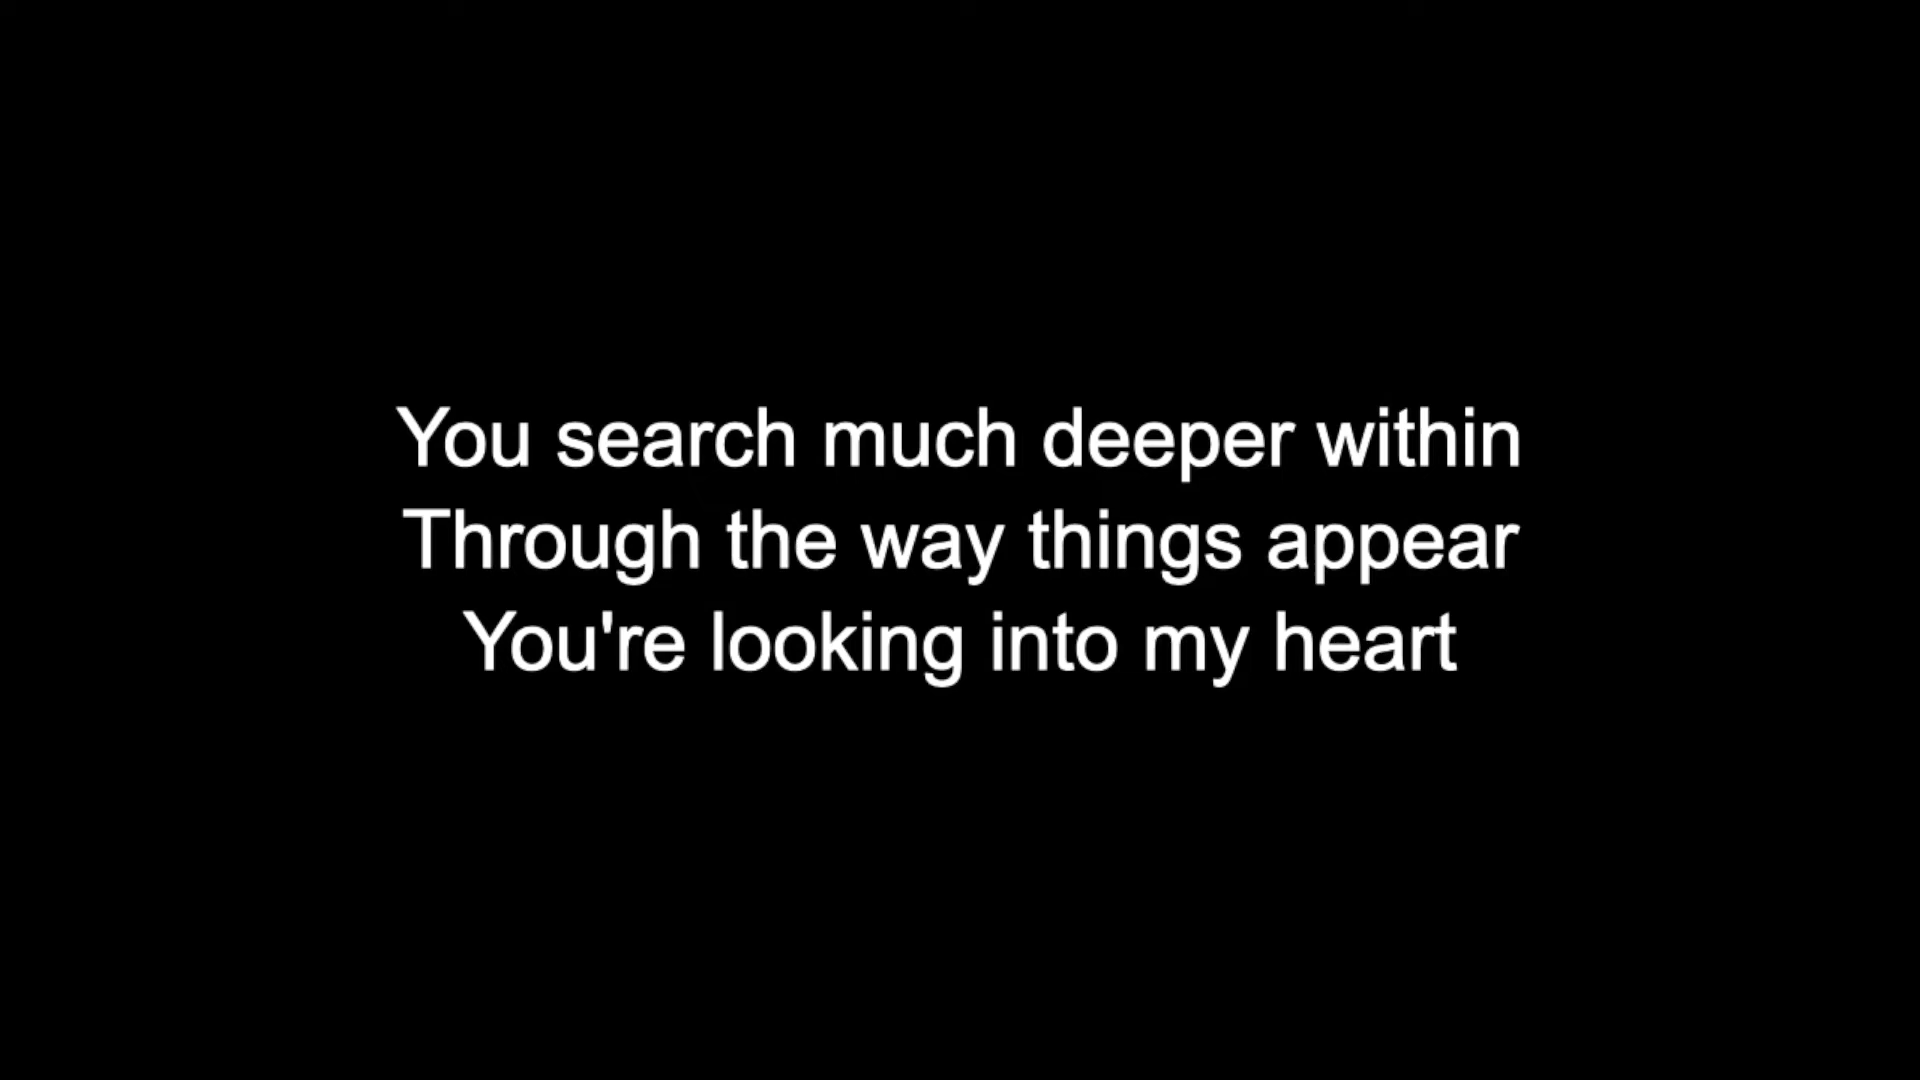 You search much deeper within
Through the way things appear
You're looking into my heart